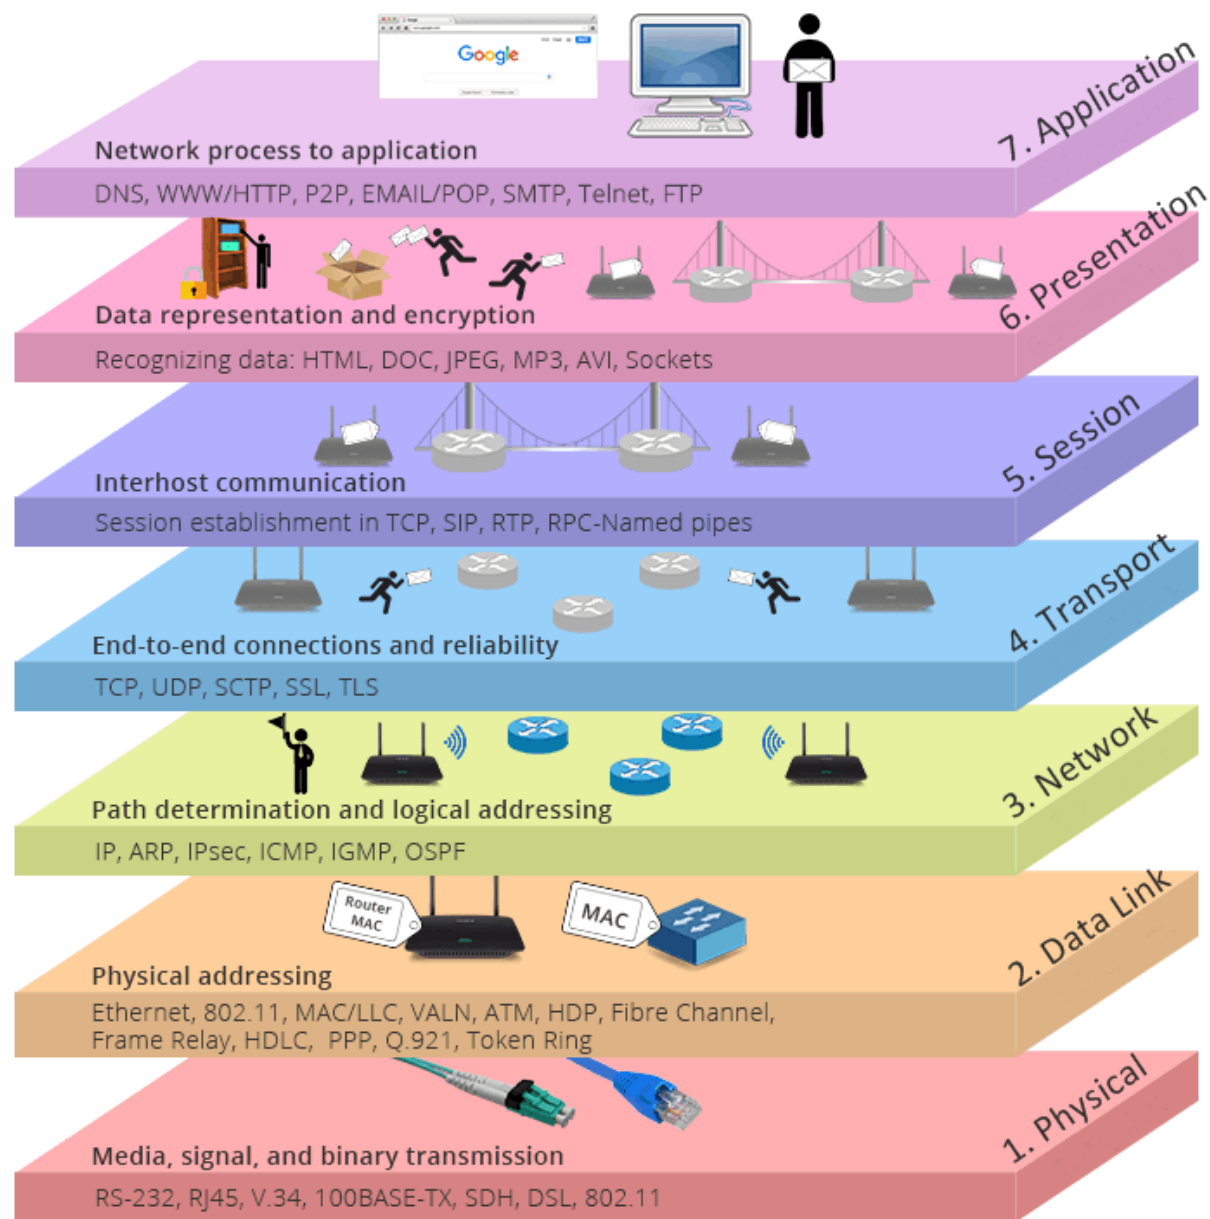 Google
7. Application
Network process to application
DNS, WWW/HTTP, P2P, EMAIL/POP, SMTP, Telnet, FTP
6. Presentation
Data representation and encryption
Recognizing data: HTML, DOC, JPEG, MP3, AVI, Sockets
5. Session
Interhost communication
Session establishment in TCP, SIP, RTP, RPC-Named pipes
4. Transport
End-to-end connections and reliability
TCP, UDP, SCTP, SSL, TLS
3. Network
Path determination and logical addressing
IP, ARP, IPsec, ICMP, IGMP, OSPF
2. Data Link
Router
MAC
MAC
Physical addressing
Ethernet, 802.11, MAC/LLC, VALN, ATM, HDP, Fibre Channel,
Frame Relay, HDLC, PPP, Q.921, Token Ring
1. Physical
Media, signal, and binary transmission
RS-232, RJ45, V.34, 100BASE-TX, SDH, DSL, 802.11